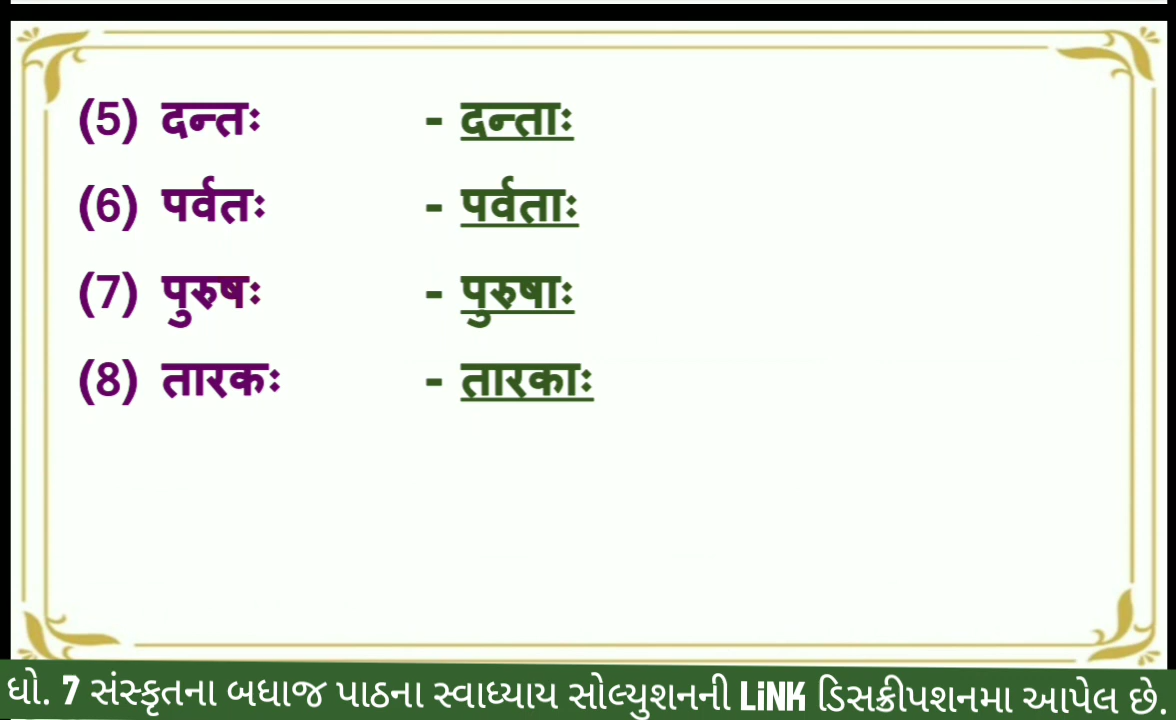 (5) दन्तः - दन्ताः
(6) पर्वतः - पर्वताः
(7) पुरुषः - पुरुषाः
(8) तारकः - तारकाः
ધો. 7 સંસ્કૃતના બધાજ પાઠના સ્વાધ્યાય સોલ્યુશનની LiNK ડિસક્રીપશનમા આપેલ છે.